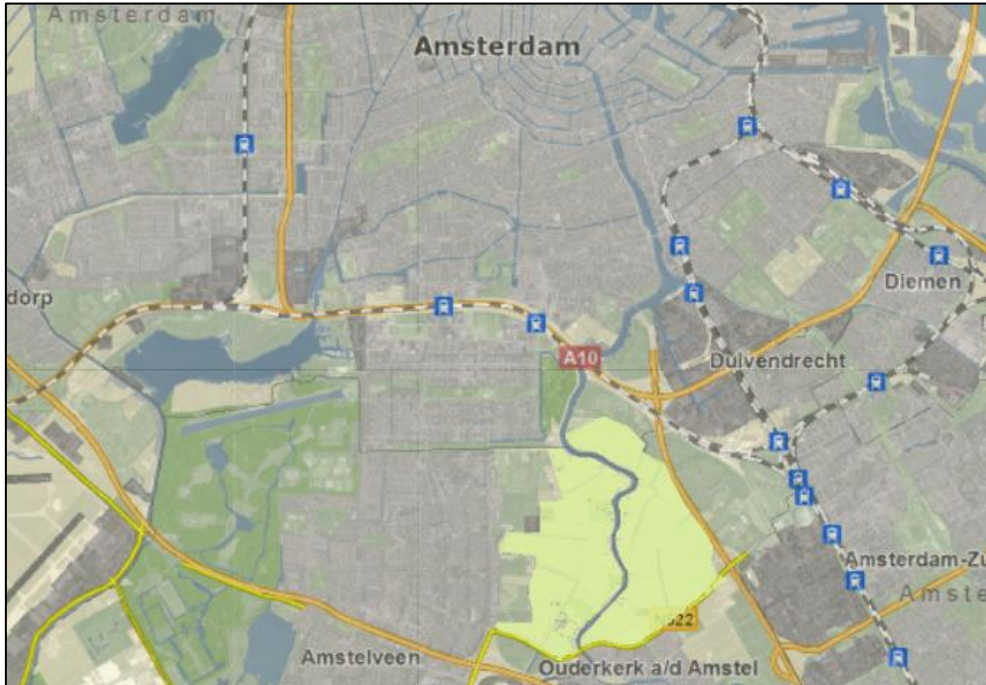 Amsterdam
Amsterdam
Diemen
dorp
A10
Duivendrecht
Amsterdam-Zu
Amste
Amstelveen
Ouderkerk a/d Amstel